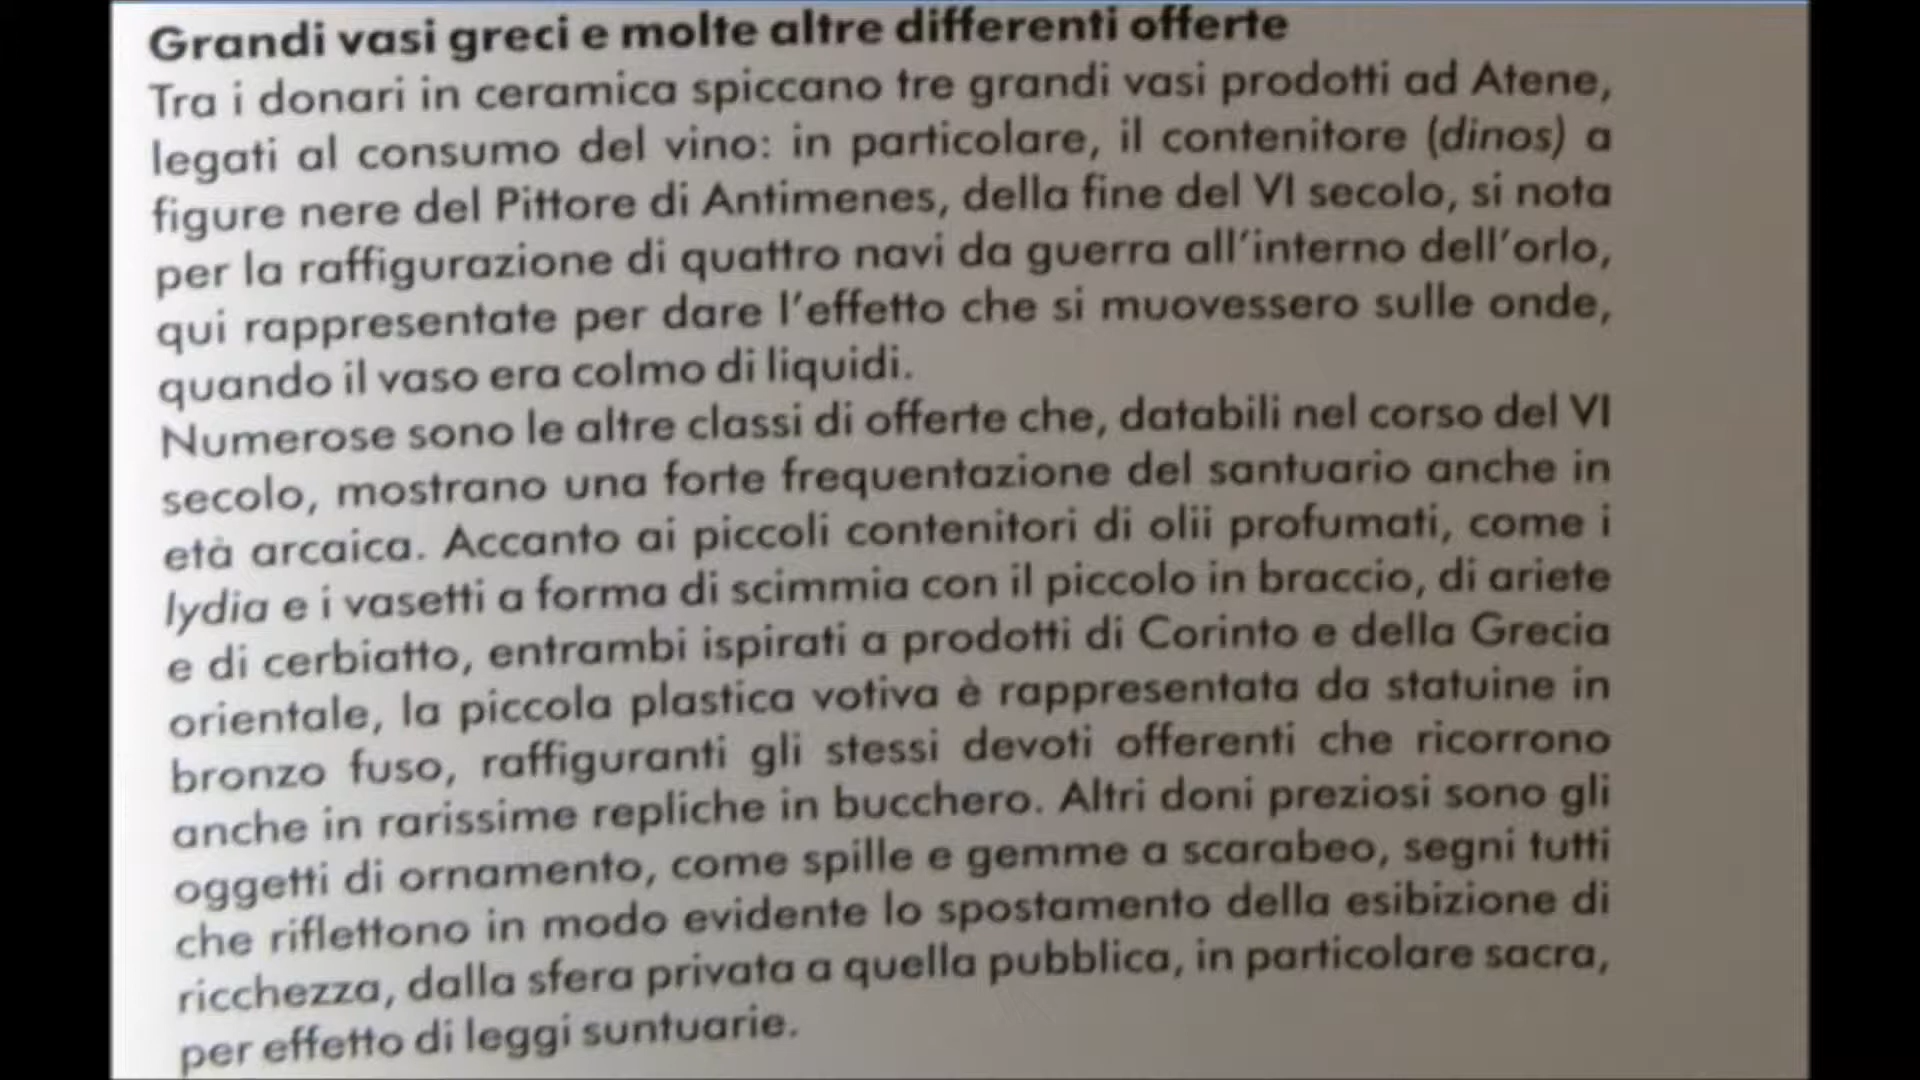 Grandi vasi greci e molte altre differenti offerte
Tra i donari in ceramica spiccano tre grandi vasi prodotti ad Atene,
legati al consumo del vino: in particolare, il contenitore (dinos) a
figure nere del Pittore di Antimenes, della fine del VI secolo, si nota
per la raffigurazione di quattro navi da guerra all'interno dell'orlo,
qui rappresentate per dare l'effetto che si muovessero sulle onde,
quando il vaso era colmo di liquidi.
Numerose sono le altre classi di offerte che, databili nel corso del VI
secolo, mostrano una forte frequentazione del santuario anche in
età arcaica. Accanto ai piccoli contenitori di olii profumati, come i
lydia e i vasetti a forma di scimmia con il piccolo in braccio, di ariete
e di cerbiatto, entrambi ispirati a prodotti di Corinto e della Grecia
orientale, la piccola plastica votiva è rappresentata da statuine in
bronzo fuso, raffiguranti gli stessi devoti offerenti che ricorrono
anche in rarissime repliche in bucchero. Altri doni preziosi sono gli
oggetti di ornamento, come spille e gemme a scarabeo, segni tutti
che riflettono in modo evidente lo spostamento della esibizione di
ricchezza, dalla sfera privata a quella pubblica, in particolare sacra,
per effetto di leggi suntuarie.